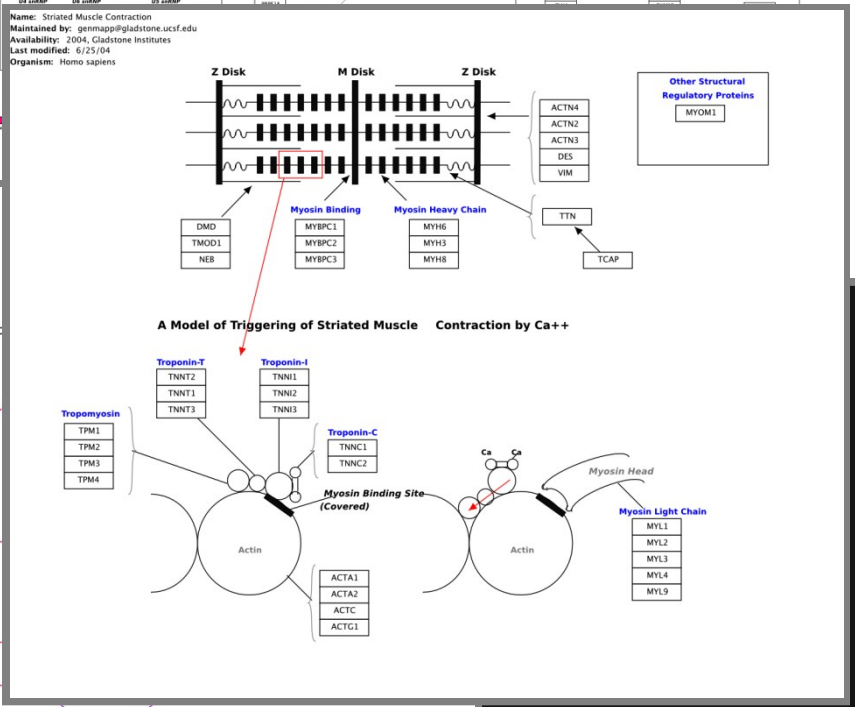 Name: Striated Muscle Contraction
Maintained by: genmapp@gladstone.ucsf.edu
Availability: 2004, Gladstone Institutes
Last modified: 6/25/04
Organism: Homo sapiens
Z Disk
M Disk
Z Disk
Other Structural
Regulatory Proteins
MYOM1
ACTN4
ACTN2
ACTN3
DES
VIM
Myosin Binding
Myosin Heavy Chain
DMD
TMOD1
NEB
MYBPC1
MYBPC2
MYBPC3
MYH6
MYH3
MYH8
TTN
TCAP
A Model of Triggering of Striated Muscle Contraction by Ca++
Troponin-T
TNNT2
TNNT1
TNNT3
Troponin-I
TNNI1
TNNI2
TNNI3
Tropomyosin
TPM1
TPM2
TPM3
TPM4
Troponin-C
TNNC1
TNNC2
Myosin Binding Site
(Covered)
Actin
ACTA1
ACTA2
ACTC
ACTG1
Ca
Ca
Myosin Head
Actin
Myosin Light Chain
MYL1
MYL2
MYL3
MYL4
MYL9